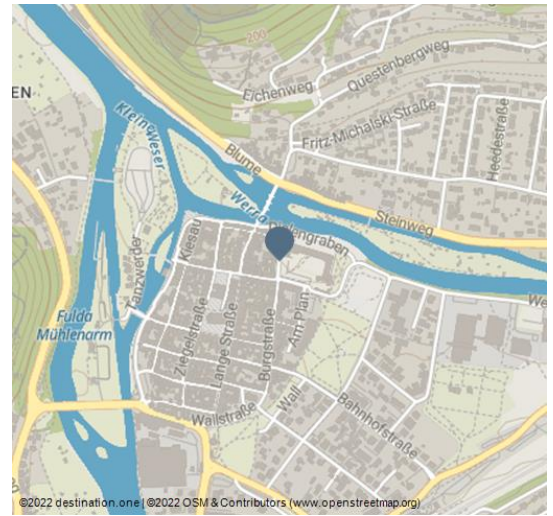 200
Eichenweg
Questenbergweg
EN
Kleine Weser
Fritz-Michalski-Straße
Heedestraße
Blume
Werra
Steinweg
Kiesau
Tanzwerder
Ziegelstraße
Lange Straße
Burgstraße
Am Plan
We
Fulda
Mühlenarm
Wallstraße
Wall
Bahnhofstraße
©2022 destination.one | ©2022 OSM & Contributors (www.openstreetmap.org)